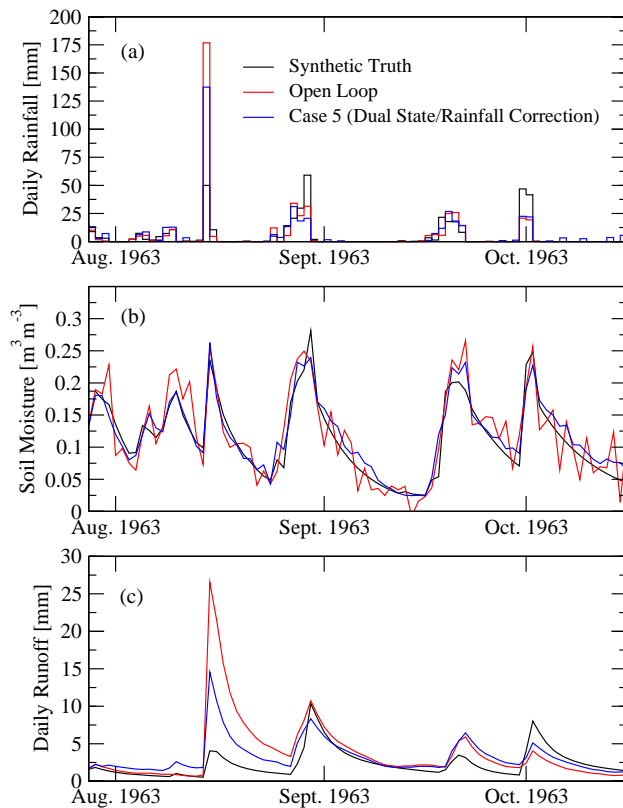 200
175
150
125
100
75
50
25
0
Daily Rainfall [mm]
(a)
Synthetic Truth
Open Loop
Case 5 (Dual State/Rainfall Correction)
Aug. 1963
Sept. 1963
Oct. 1963
0.3
0.25
0.2
0.15
0.1
0.05
0
Soil Moisture [m³ m⁻³]
(b)
Aug. 1963
Sept. 1963
Oct. 1963
30
25
20
15
10
5
0
Daily Runoff [mm]
(c)
Aug. 1963
Sept. 1963
Oct. 1963